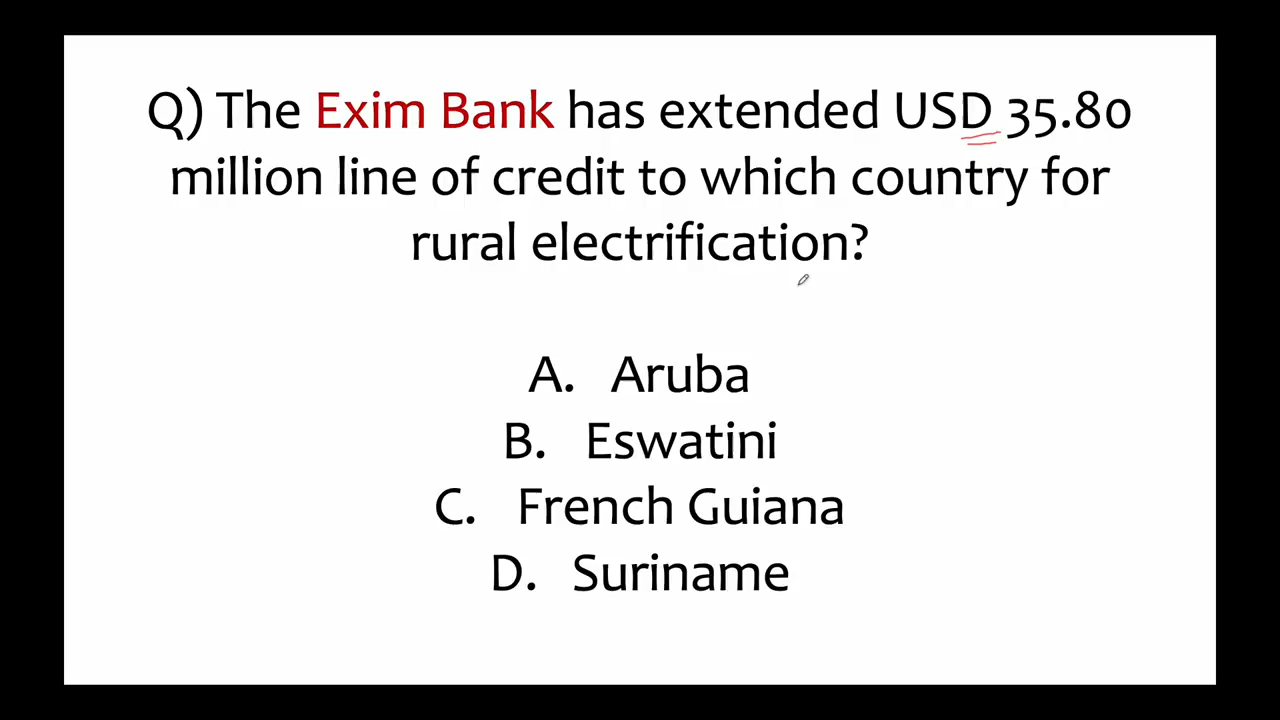 Q) The Exim Bank has extended USD 35.80
million line of credit to which country for
rural electrification?
A. Aruba
B. Eswatini
C. French Guiana
D. Suriname